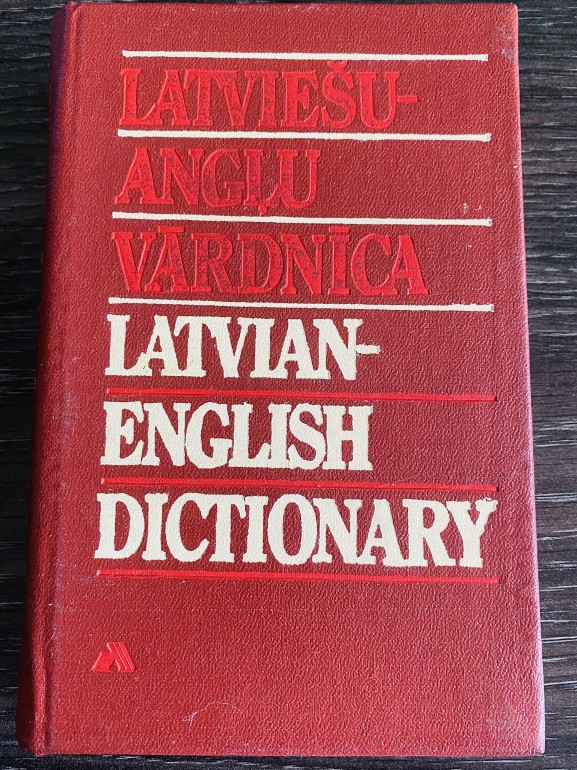 LATVIEŠU-
ANGĻU
VĀRDNĪCA
LATVIAN-
ENGLISH
DICTIONARY